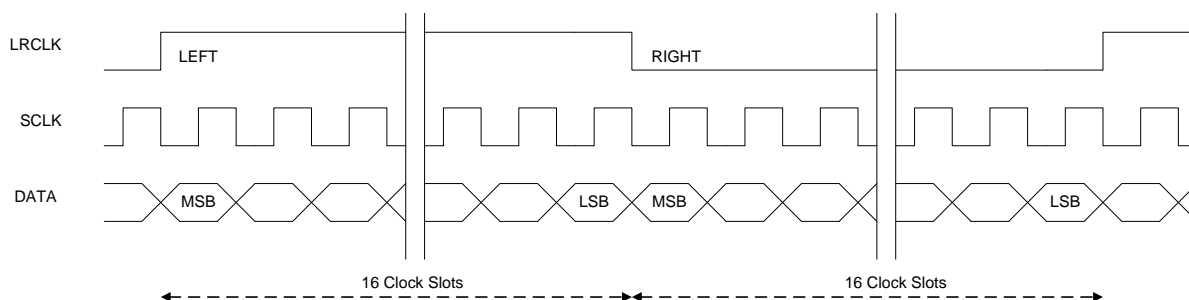 LRCLK
LEFT
RIGHT
SCLK
DATA
MSB
LSB
MSB
LSB
16 Clock Slots
16 Clock Slots